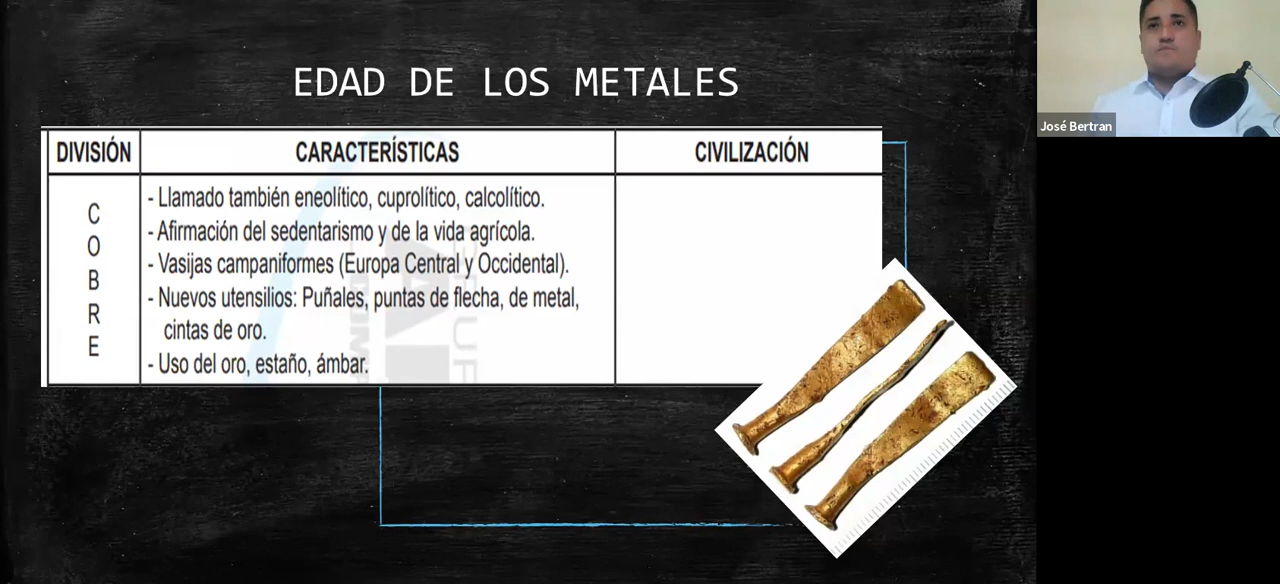 EDAD DE LOS METALES
DIVISIÓN
CARACTERÍSTICAS
CIVILIZACIÓN
C
O
B
R
E
- Llamado también eneolítico, cuprolítico, calcolítico.
- Afirmación del sedentarismo y de la vida agrícola.
- Vasijas campaniformes (Europa Central y Occidental).
- Nuevos utensilios: Puñales, puntas de flecha, de metal,
cintas de oro.
- Uso del oro, estaño, ámbar.
José Bertran